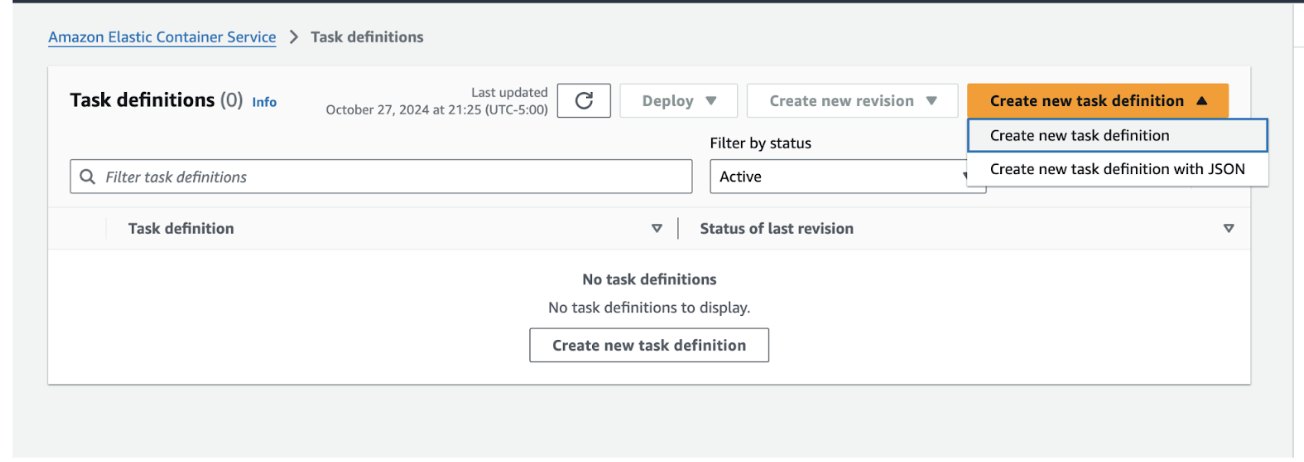 Amazon Elastic Container Service > Task definitions
Task definitions (0) Info
Last updated
October 27, 2024 at 21:25 (UTC-5:00)
Deploy
Create new revision
Create new task definition
Create new task definition
Create new task definition with JSON
Filter by status
Filter task definitions
Active
Task definition
Status of last revision
No task definitions
No task definitions to display.
Create new task definition